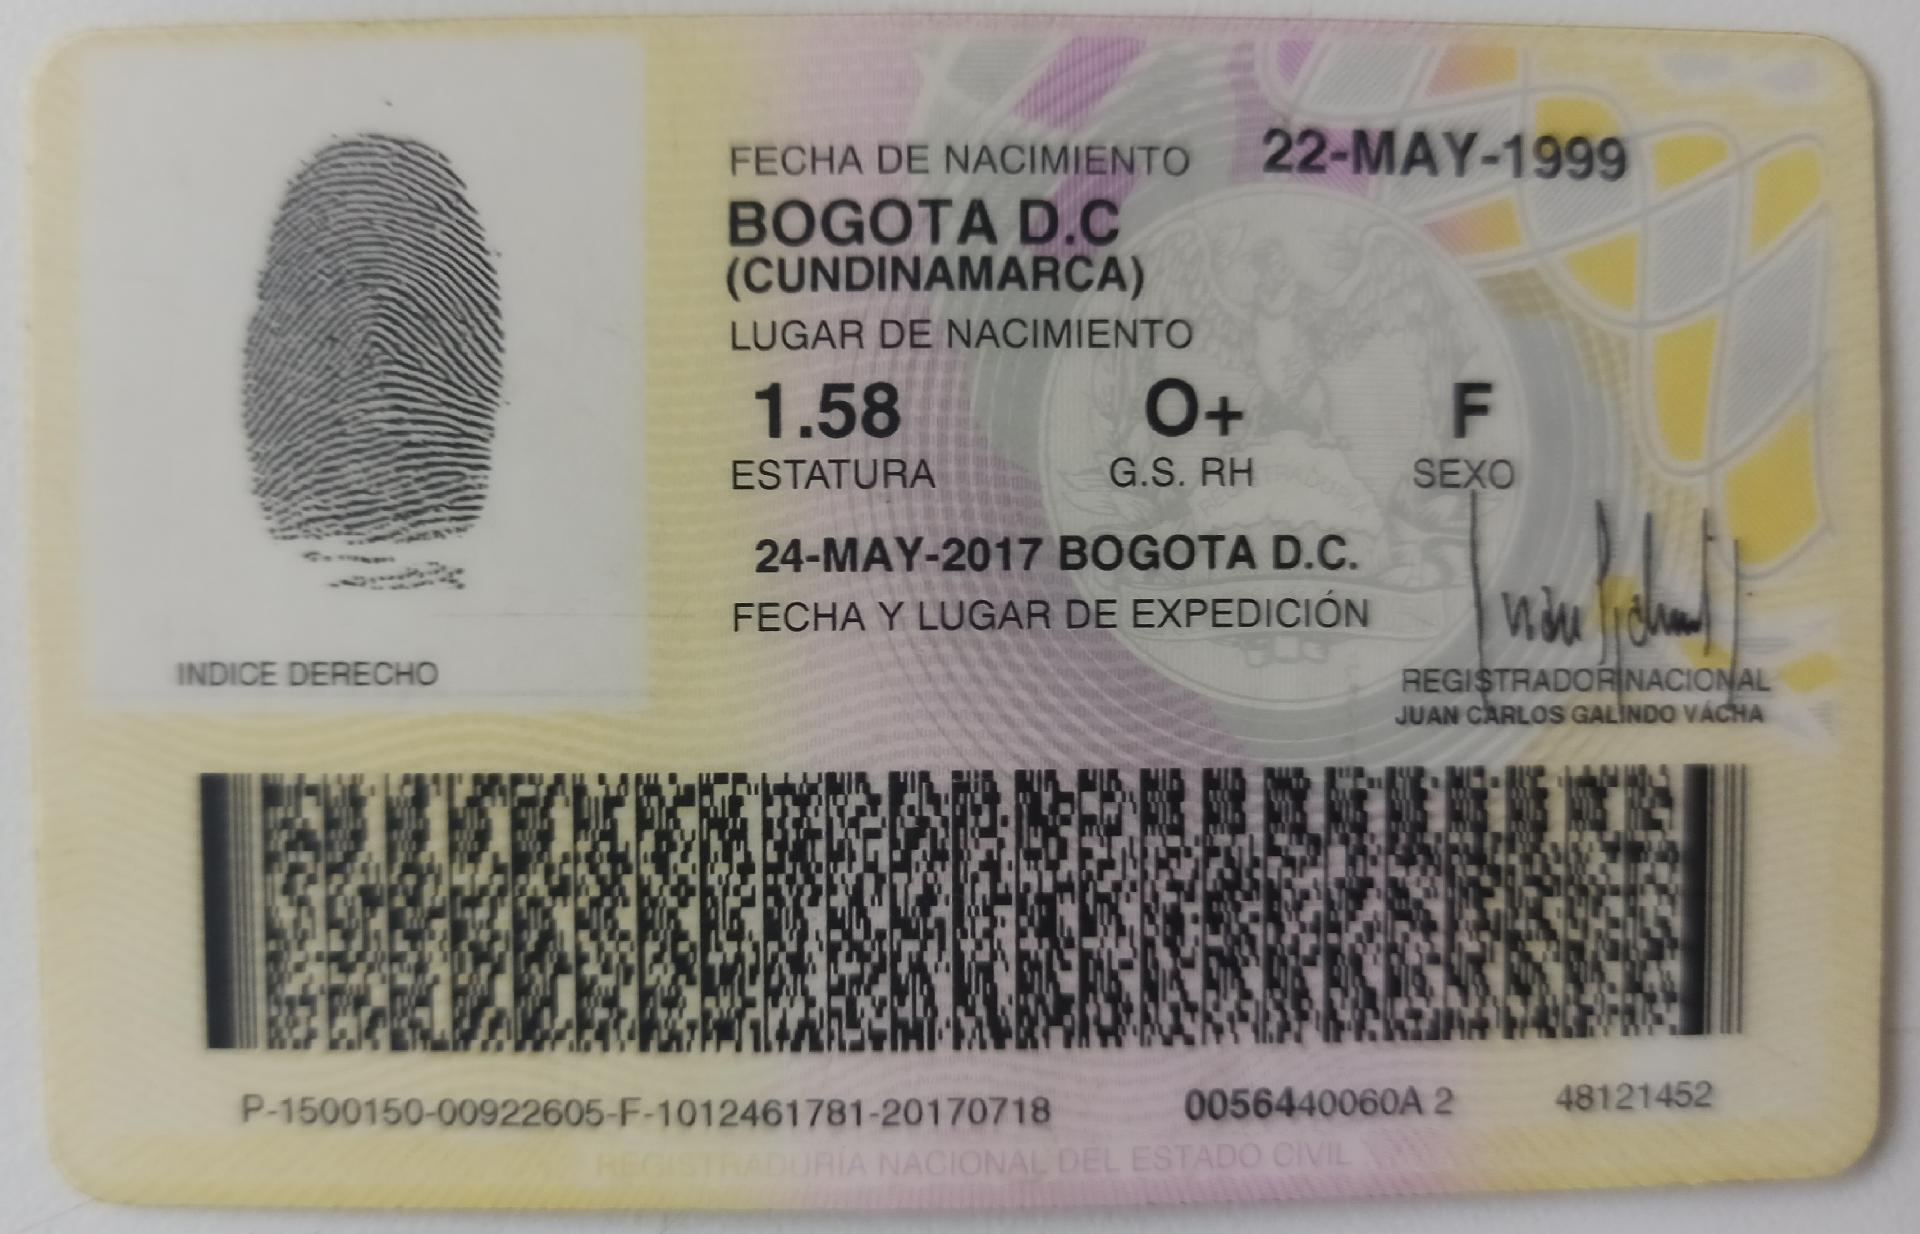 FECHA DE NACIMIENTO 22-MAY-1999
BOGOTA D.C
(CUNDINAMARCA)
LUGAR DE NACIMIENTO
1.58 O+ F
ESTATURA G.S. RH SEXO
24-MAY-2017 BOGOTA D.C.
FECHA Y LUGAR DE EXPEDICIÓN
INDICE DERECHO
REGISTRADOR NACIONAL
JUAN CARLOS GALINDO VÁCHA
P-1500150-00922605-F-1012461781-20170718 0056440060A 2 48121452
REGISTRADURÍA NACIONAL DEL ESTADO CIVIL